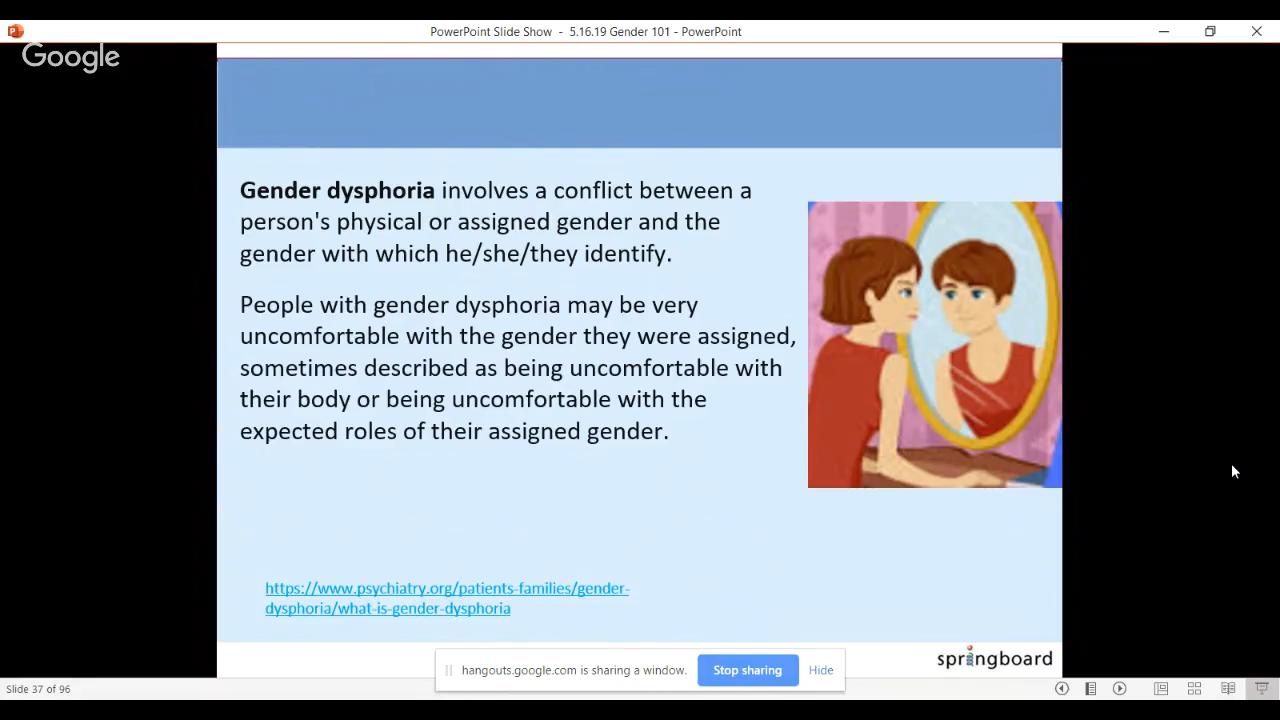 PowerPoint Slide Show - 5.16.19 Gender 101 - PowerPoint
Google
Gender dysphoria involves a conflict between a
person's physical or assigned gender and the
gender with which he/she/they identify.
People with gender dysphoria may be very
uncomfortable with the gender they were assigned,
sometimes described as being uncomfortable with
their body or being uncomfortable with the
expected roles of their assigned gender.
https://www.psychiatry.org/patients-families/gender-
dysphoria/what-is-gender-dysphoria
springboard
hangouts.google.com is sharing a window. Stop sharing Hide
Slide 37 of 96